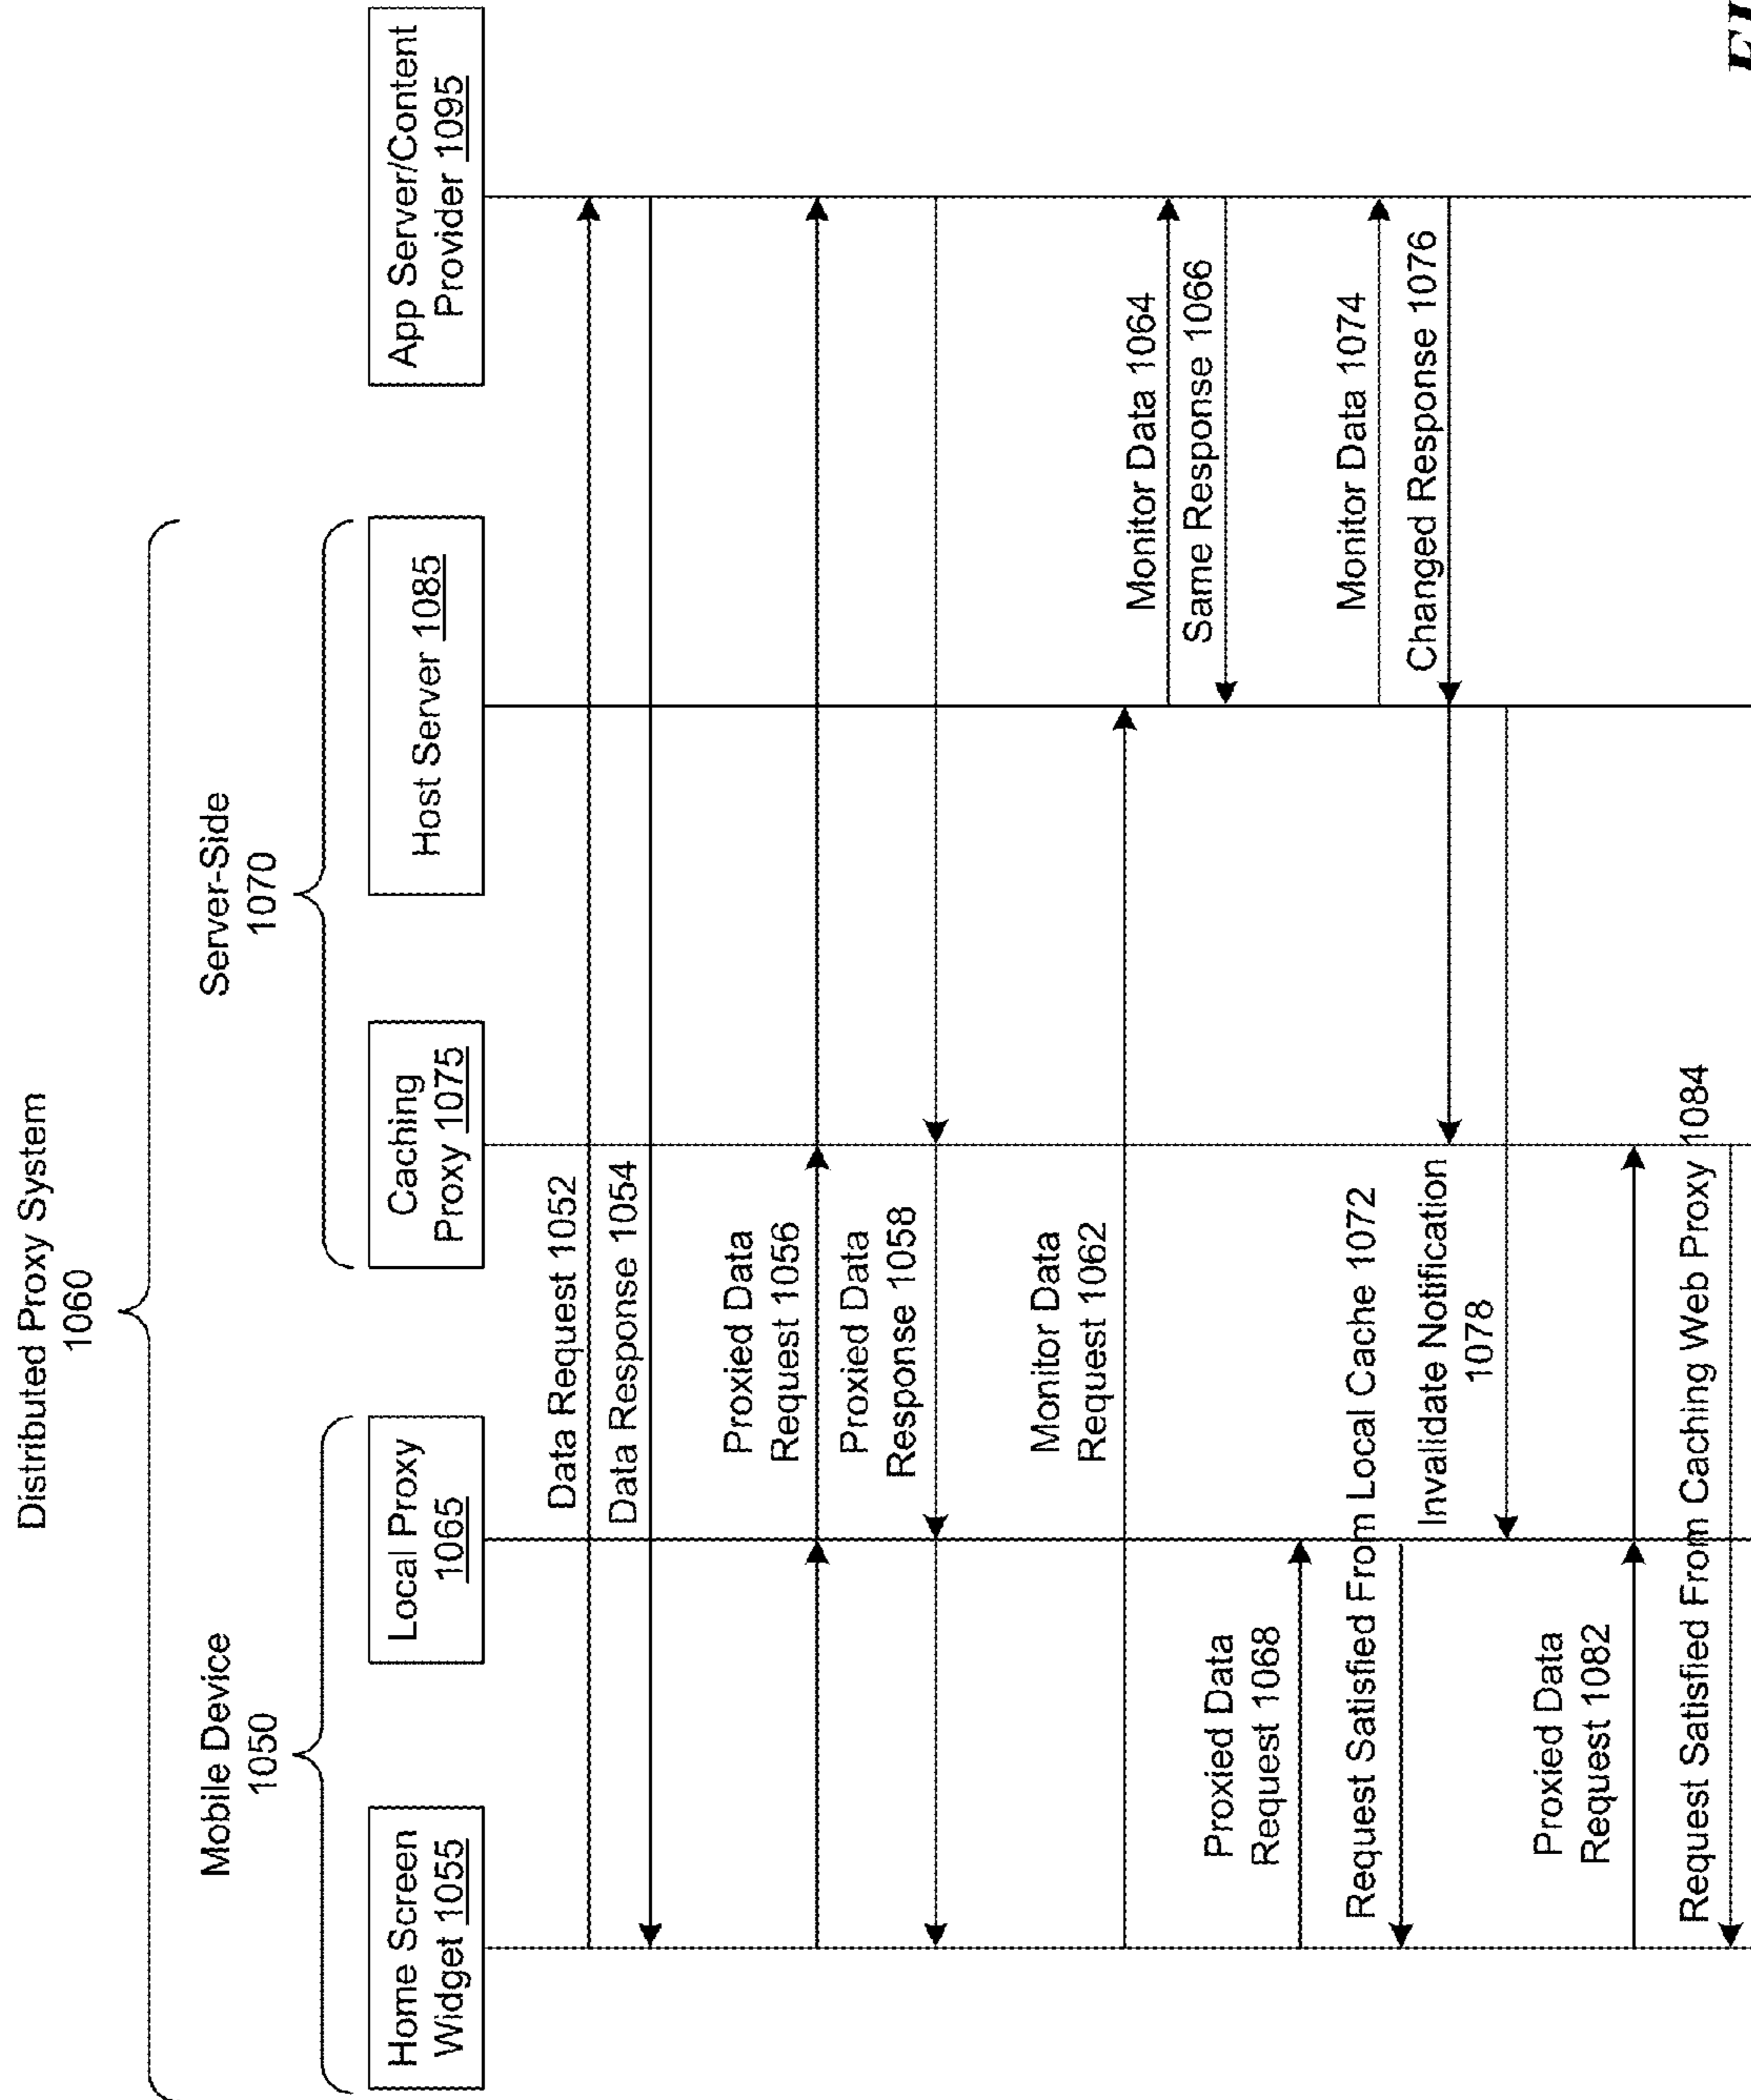 Distributed Proxy System
1060
Mobile Device
1050
Server-Side
1070
Home Screen
Widget 1055
Local Proxy
1065
Caching
Proxy 1075
Host Server 1085
App Server/Content
Provider 1095
Data Request 1052
Data Response 1054
Proxied Data
Request 1056
Proxied Data
Response 1058
Monitor Data
Request 1062
Monitor Data 1064
Same Response 1066
Proxied Data
Request 1068
Request Satisfied From Local Cache 1072
Monitor Data 1074
Changed Response 1076
Invalidate Notification
1078
Proxied Data
Request 1082
Request Satisfied From Caching Web Proxy 1084